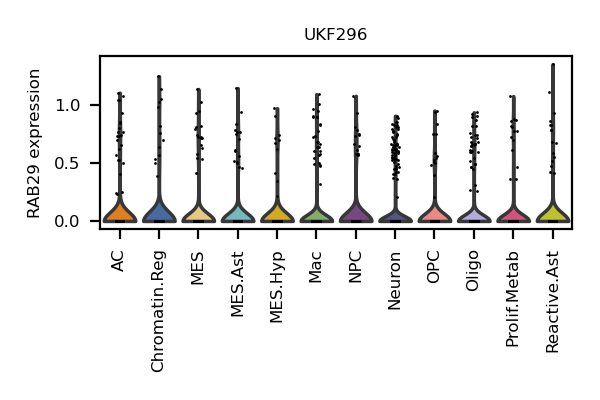 UKF296
RAB29 expression
1.0
0.5
0.0
AC
Chromatin.Reg
MES
MES.Ast
MES.Hyp
Mac
NPC
Neuron
OPC
Oligo
Prolif.Metab
Reactive.Ast